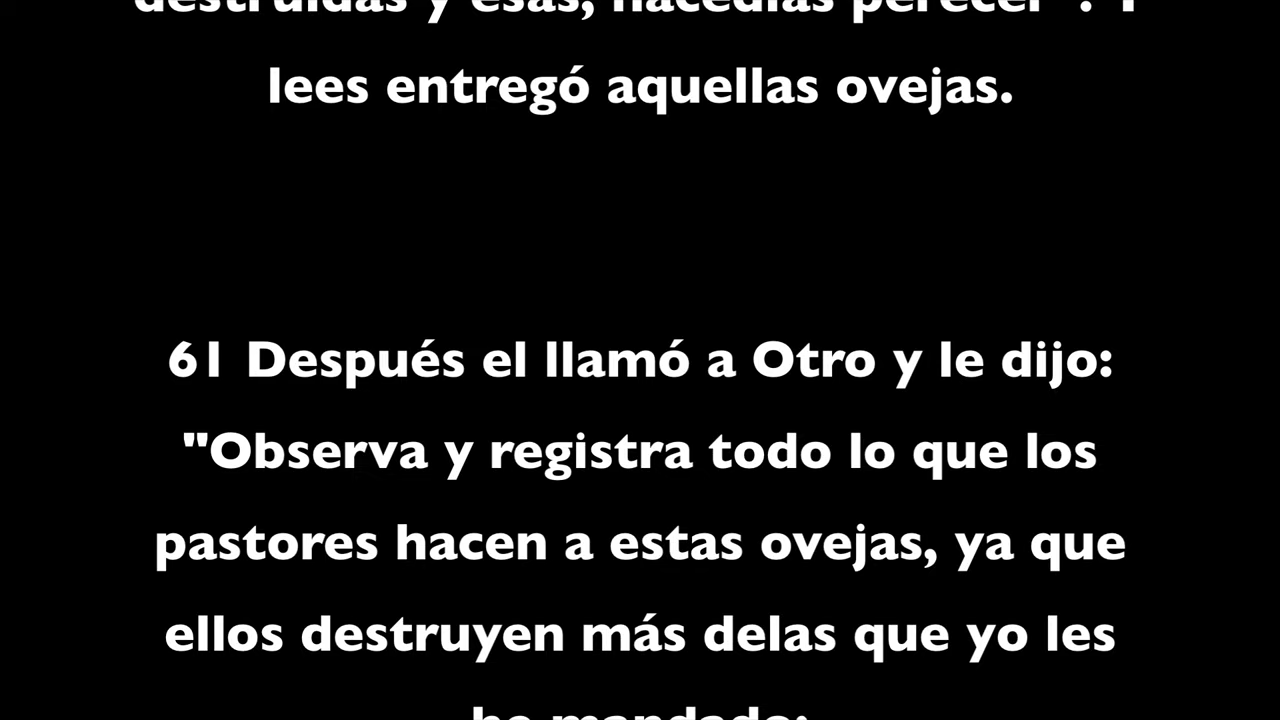 destruidas y esas, hacedlas perecer". Y
lees entregó aquellas ovejas.
61 Después el llamó a Otro y le dijo:
"Observa y registra todo lo que los
pastores hacen a estas ovejas, ya que
ellos destruyen más delas que yo les
he mandado;